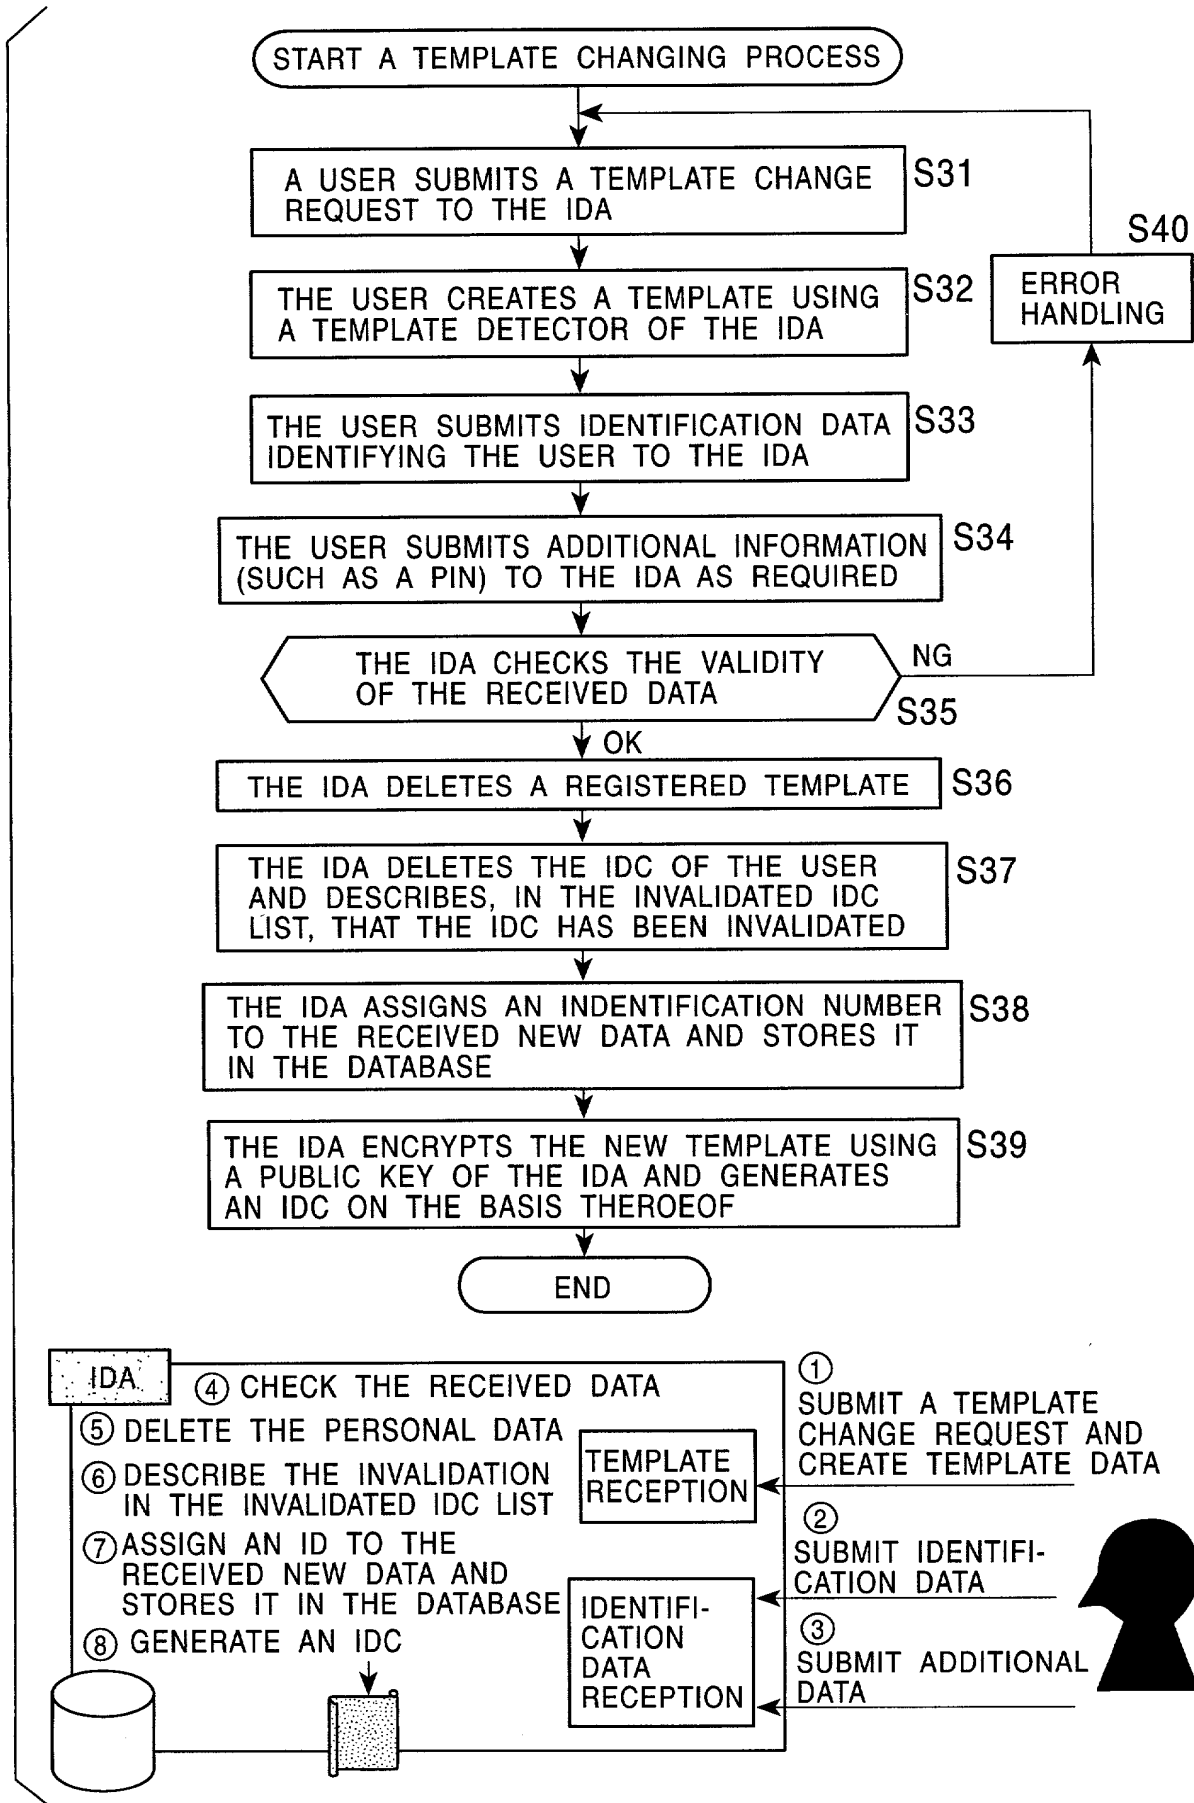 START A TEMPLATE CHANGING PROCESS
A USER SUBMITS A TEMPLATE CHANGE
REQUEST TO THE IDA
S31
S40
ERROR
HANDLING
THE USER CREATES A TEMPLATE USING
A TEMPLATE DETECTOR OF THE IDA
S32
THE USER SUBMITS IDENTIFICATION DATA
IDENTIFYING THE USER TO THE IDA
S33
THE USER SUBMITS ADDITIONAL INFORMATION
(SUCH AS A PIN) TO THE IDA AS REQUIRED
S34
THE IDA CHECKS THE VALIDITY
OF THE RECEIVED DATA
NG
S35
OK
THE IDA DELETES A REGISTERED TEMPLATE
S36
THE IDA DELETES THE IDC OF THE USER
AND DESCRIBES, IN THE INVALIDATED IDC
LIST, THAT THE IDC HAS BEEN INVALIDATED
S37
THE IDA ASSIGNS AN INDENTIFICATION NUMBER
TO THE RECEIVED NEW DATA AND STORES IT
IN THE DATABASE
S38
THE IDA ENCRYPTS THE NEW TEMPLATE USING
A PUBLIC KEY OF THE IDA AND GENERATES
AN IDC ON THE BASIS THEROEOF
S39
END
IDA
④ CHECK THE RECEIVED DATA
⑤ DELETE THE PERSONAL DATA
⑥ DESCRIBE THE INVALIDATION
IN THE INVALIDATED IDC LIST
⑦ ASSIGN AN ID TO THE
RECEIVED NEW DATA AND
STORES IT IN THE DATABASE
⑧ GENERATE AN IDC
TEMPLATE
RECEPTION
IDENTIFI-
CATION
DATA
RECEPTION
①
SUBMIT A TEMPLATE
CHANGE REQUEST AND
CREATE TEMPLATE DATA
②
SUBMIT IDENTIFI-
CATION DATA
③
SUBMIT ADDITIONAL
DATA